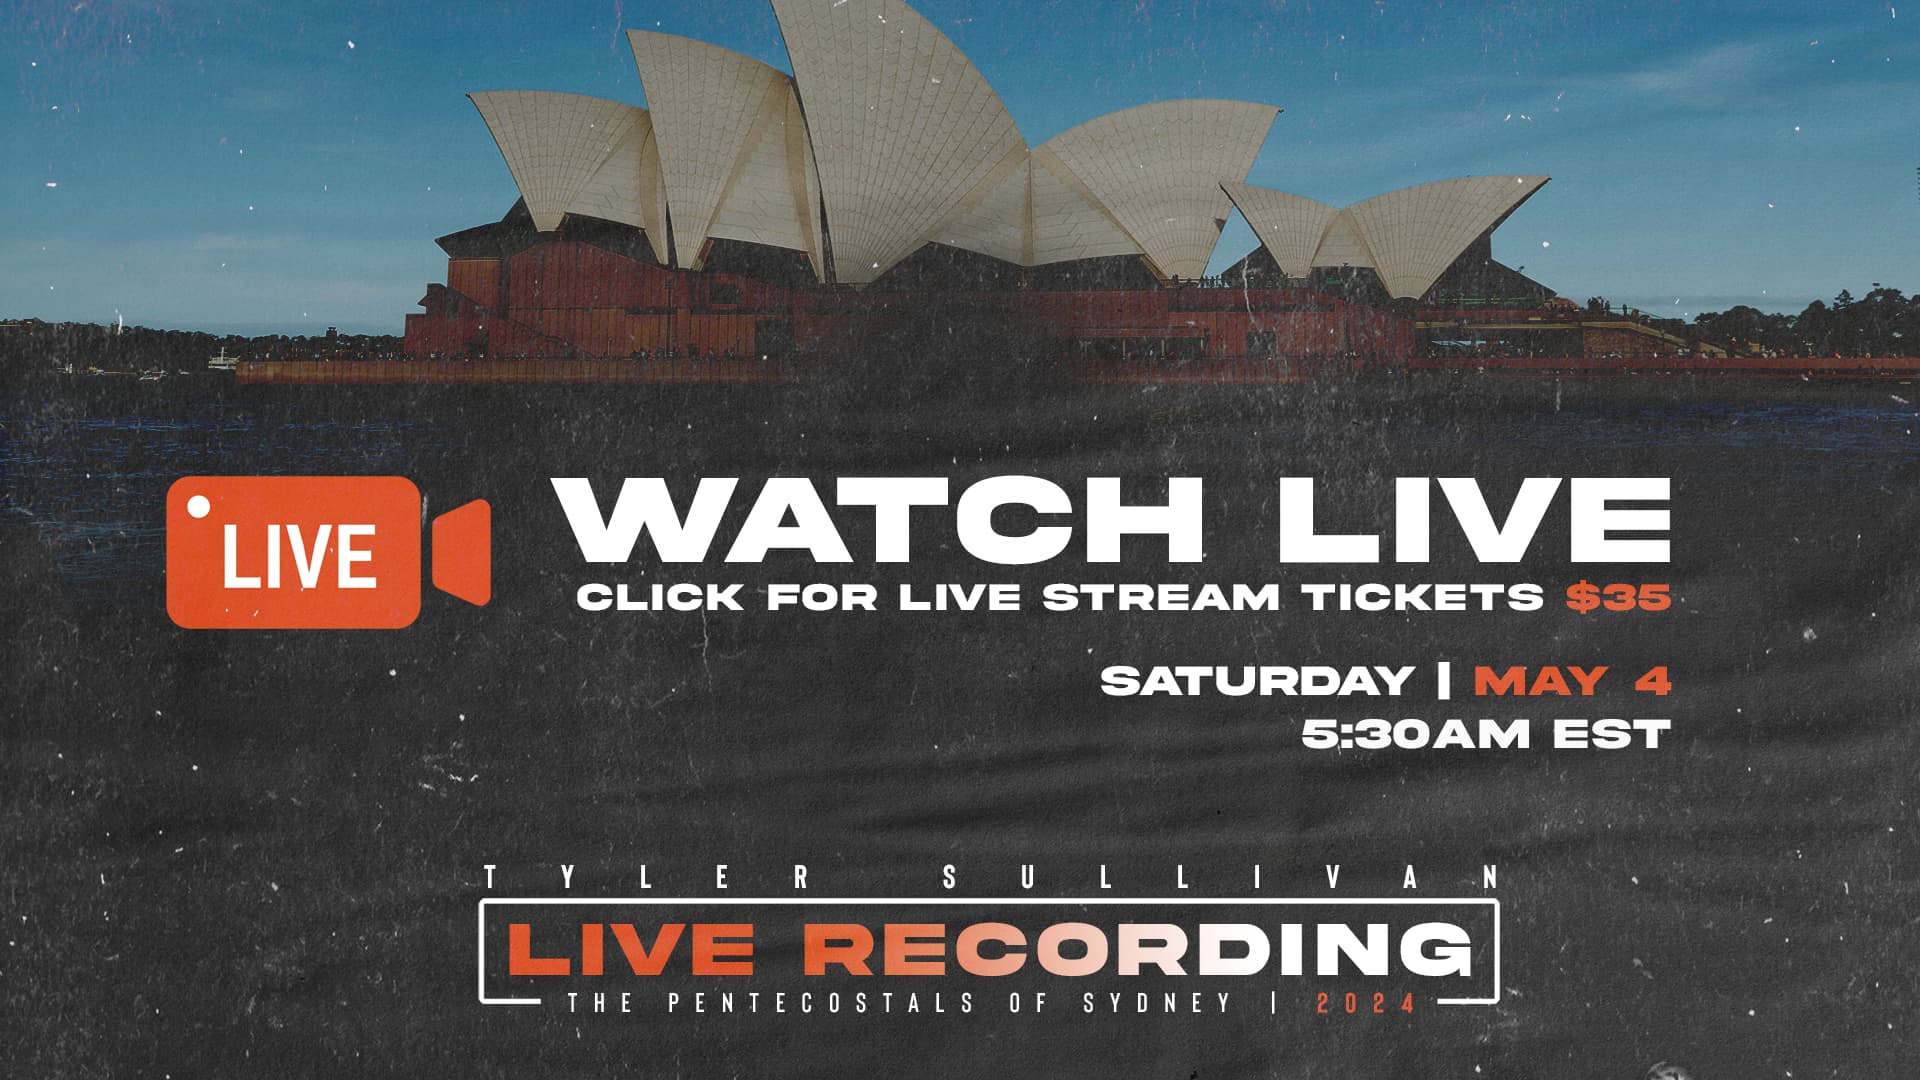 LIVE
WATCH LIVE
CLICK FOR LIVE STREAM TICKETS $35
SATURDAY | MAY 4
5:30AM EST
TYLER SULLIVAN
LIVE RECORDING
THE PENTECOSTALS OF SYDNEY | 2024